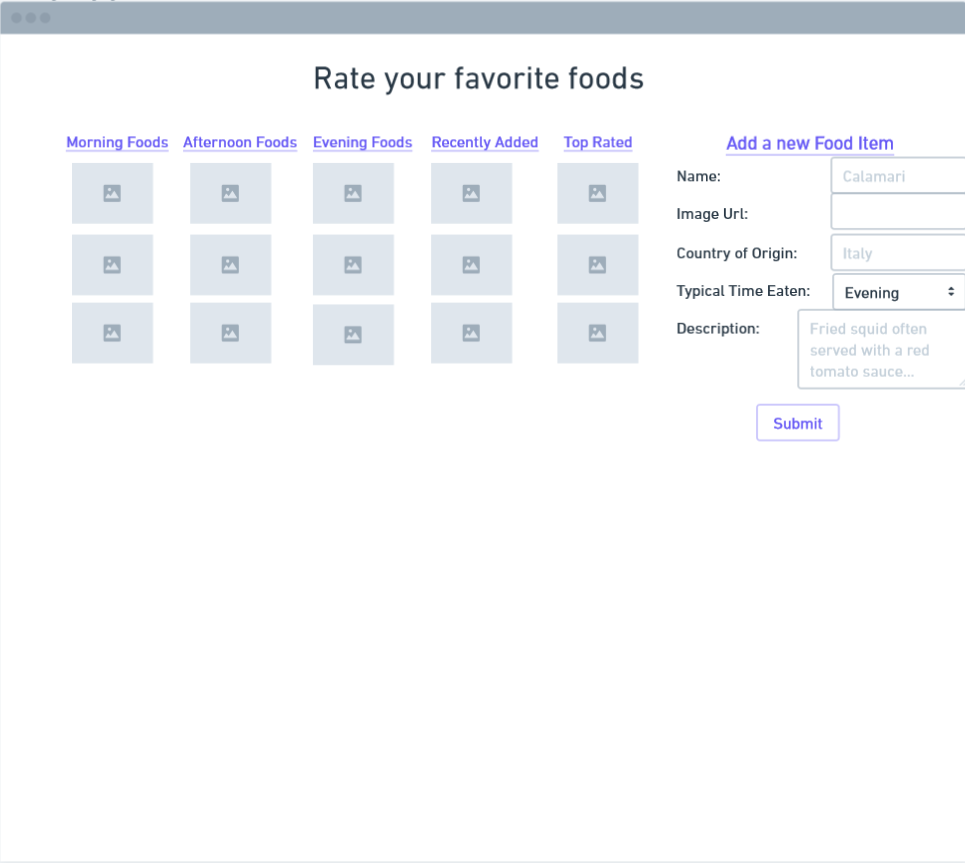 Rate your favorite foods
Morning Foods Afternoon Foods Evening Foods Recently Added Top Rated
Add a new Food Item
Name: Calamari
Image Url:
Country of Origin: Italy
Typical Time Eaten: Evening
Description: Fried squid often
served with a red
tomato sauce...
Submit